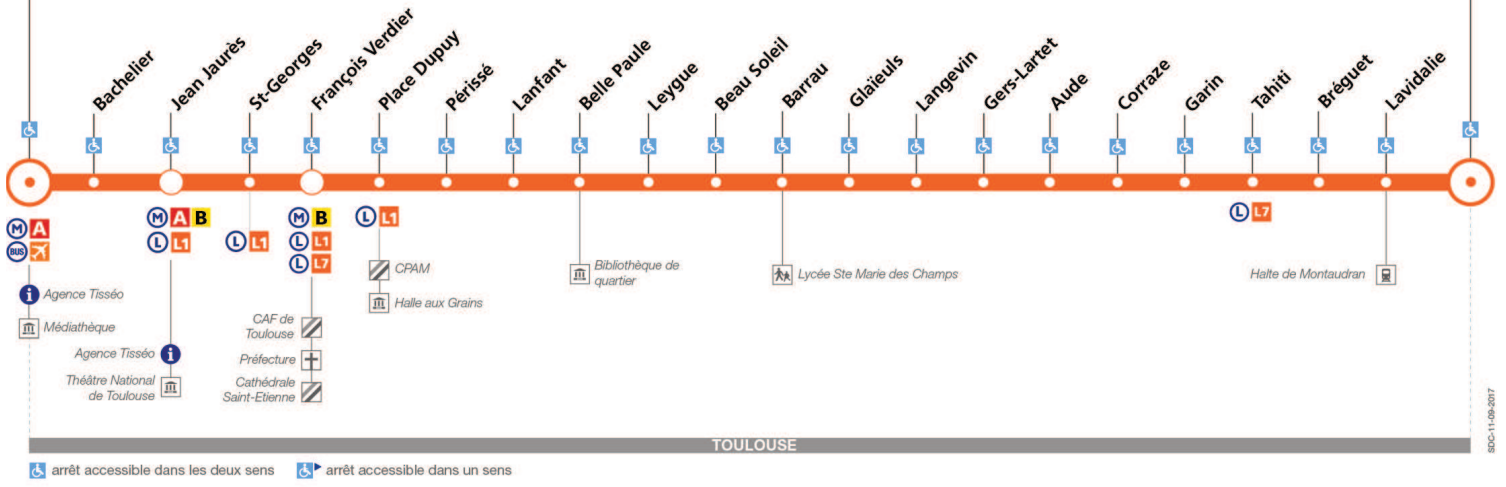 Bachelier
Jean Jaurès
St-Georges
François Verdier
Place Dupuy
Périssé
Lanfant
Belle Paule
Leygue
Beau Soleil
Barrau
Glaïeuls
Langevin
Gers-Lartet
Aude
Corraze
Garin
Tahiti
Bréguet
Lavidalie
M A
BUS
Agence Tisséo
Médiathèque
M A B
L L1
Agence Tisséo
Théâtre National
de Toulouse
L L1
M B
L L1
L L7
CAF de
Toulouse
Préfecture
Cathédrale
Saint-Etienne
L L1
CPAM
Halle aux Grains
Bibliothèque de
quartier
Lycée Ste Marie des Champs
L L7
Halte de Montaudran
TOULOUSE
SDC-11-09-2017
arrêt accessible dans les deux sens
arrêt accessible dans un sens